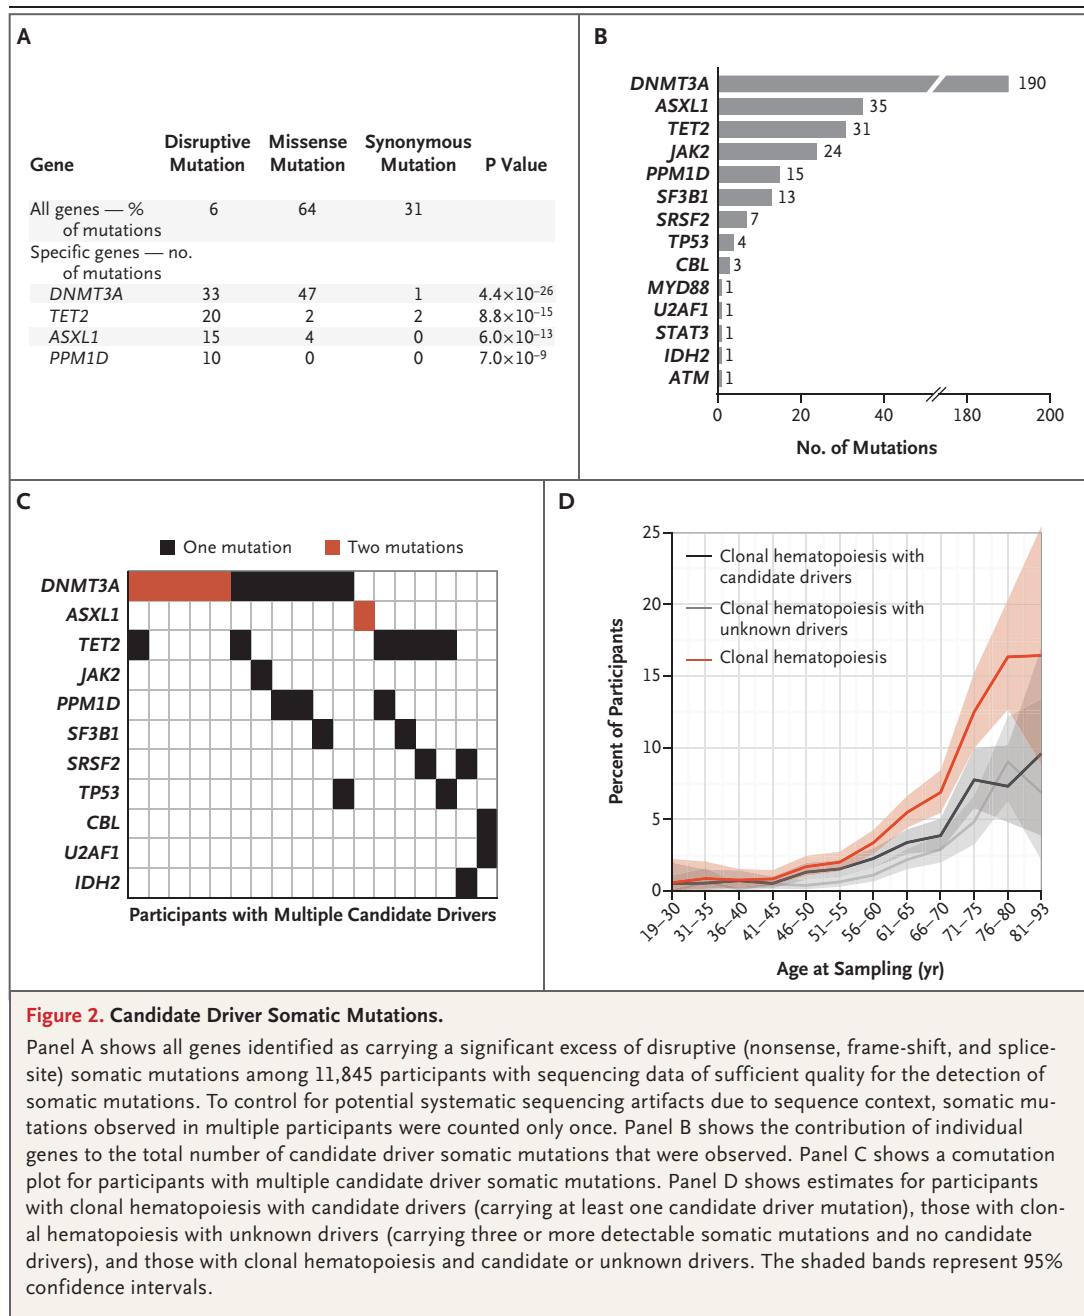 A
Disruptive Missense Synonymous
Gene Mutation Mutation Mutation P Value
All genes — % 6 64 31
of mutations
Specific genes — no.
of mutations
DNMT3A 33 47 1 4.4×10–26
TET2 20 2 2 8.8×10–15
ASXL1 15 4 0 6.0×10–13
PPM1D 10 0 0 7.0×10–9
B
DNMT3A 190
ASXL1 35
TET2 31
JAK2 24
PPM1D 15
SF3B1 13
SRSF2 7
TP53 4
CBL 3
MYD88 1
U2AF1 1
STAT3 1
IDH2 1
ATM 1
0 20 40 180 200
No. of Mutations
C
One mutation Two mutations
DNMT3A
ASXL1
TET2
JAK2
PPM1D
SF3B1
SRSF2
TP53
CBL
U2AF1
IDH2
Participants with Multiple Candidate Drivers
D
Percent of Participants
25
20
15
10
5
0
Clonal hematopoiesis with
candidate drivers
Clonal hematopoiesis with
unknown drivers
Clonal hematopoiesis
19–30 31–35 36–40 41–45 46–50 51–55 56–60 61–65 66–70 71–75 76–80 81–93
Age at Sampling (yr)
Figure 2. Candidate Driver Somatic Mutations.
Panel A shows all genes identified as carrying a significant excess of disruptive (nonsense, frame-shift, and splice-
site) somatic mutations among 11,845 participants with sequencing data of sufficient quality for the detection of
somatic mutations. To control for potential systematic sequencing artifacts due to sequence context, somatic mu-
tations observed in multiple participants were counted only once. Panel B shows the contribution of individual
genes to the total number of candidate driver somatic mutations that were observed. Panel C shows a comutation
plot for participants with multiple candidate driver somatic mutations. Panel D shows estimates for participants
with clonal hematopoiesis with candidate drivers (carrying at least one candidate driver mutation), those with clon-
al hematopoiesis with unknown drivers (carrying three or more detectable somatic mutations and no candidate
drivers), and those with clonal hematopoiesis and candidate or unknown drivers. The shaded bands represent 95%
confidence intervals.